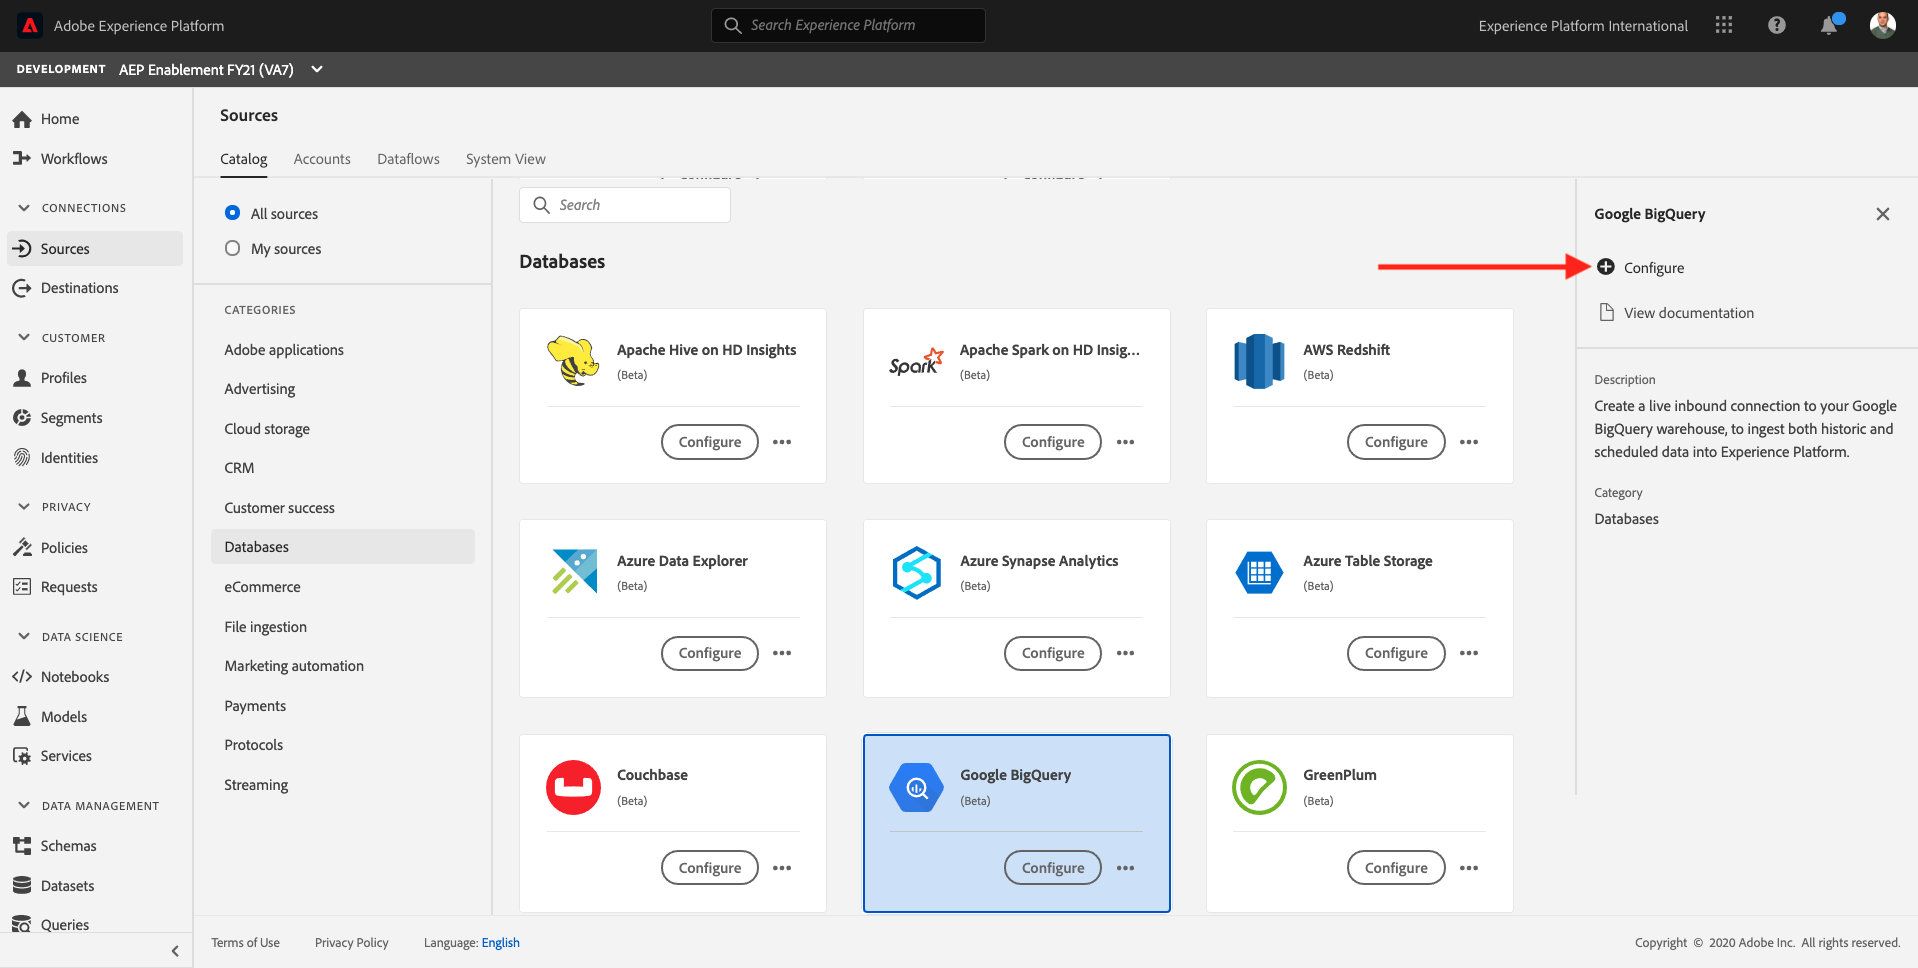 Adobe Experience Platform
Search Experience Platform
Experience Platform International
DEVELOPMENT AEP Enablement FY21 (VA7)
Home
Workflows
CONNECTIONS
Sources
Destinations
CUSTOMER
Profiles
Segments
Identities
PRIVACY
Policies
Requests
DATA SCIENCE
Notebooks
Models
Services
DATA MANAGEMENT
Schemas
Datasets
Queries
Sources
Catalog Accounts Dataflows System View
All sources
My sources
CATEGORIES
Adobe applications
Advertising
Cloud storage
CRM
Customer success
Databases
eCommerce
File ingestion
Marketing automation
Payments
Protocols
Streaming
Search
Databases
Apache Hive on HD Insights
(Beta)
Configure
Apache Spark on HD Insig...
(Beta)
Spark
Configure
AWS Redshift
(Beta)
Configure
Azure Data Explorer
(Beta)
Configure
Azure Synapse Analytics
(Beta)
Configure
Azure Table Storage
(Beta)
Configure
Couchbase
(Beta)
Configure
Google BigQuery
(Beta)
Configure
GreenPlum
(Beta)
Configure
Google BigQuery
Configure
View documentation
Description
Create a live inbound connection to your Google
BigQuery warehouse, to ingest both historic and
scheduled data into Experience Platform.
Category
Databases
Terms of Use Privacy Policy Language: English
Copyright © 2020 Adobe Inc. All rights reserved.